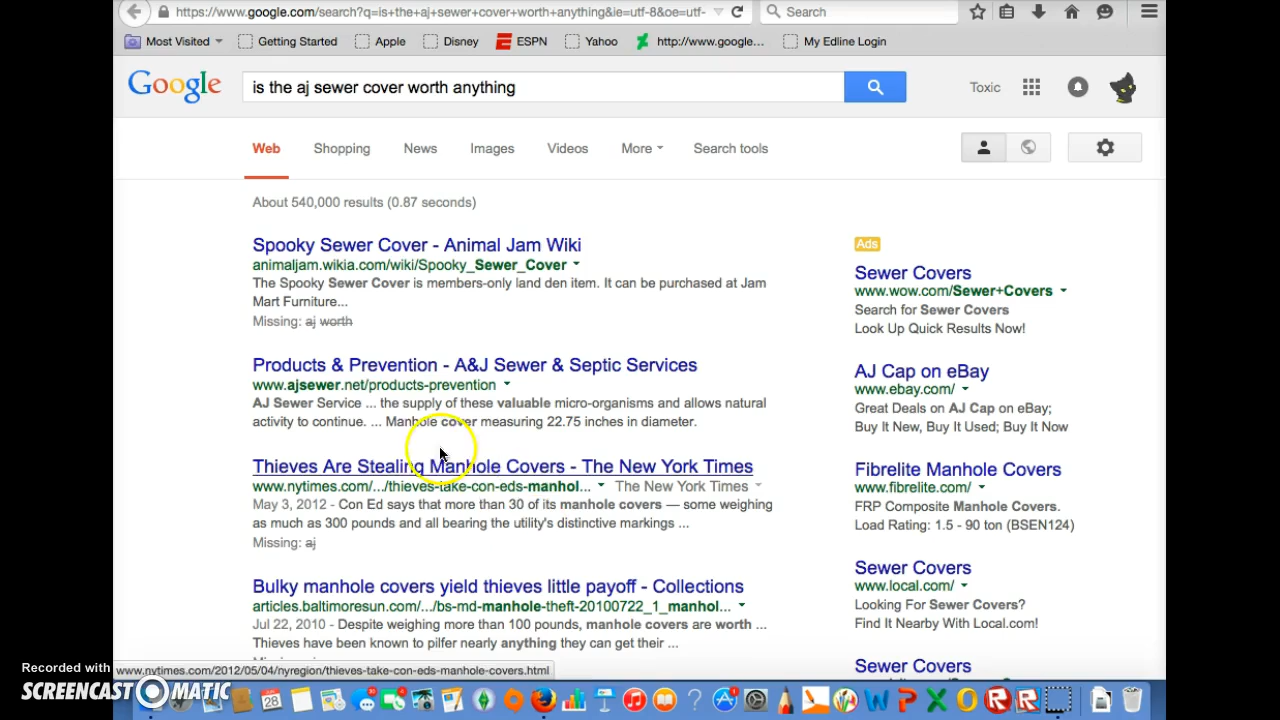 https://www.google.com/search?q=is+the+aj+sewer+cover+worth+anything&ie=utf-8&oe=utf-
Search
Most Visited
Getting Started
Apple
Disney
ESPN
Yahoo
http://www.google...
My Edline Login
Google
is the aj sewer cover worth anything
Toxic
Web
Shopping
News
Images
Videos
More
Search tools
About 540,000 results (0.87 seconds)
Spooky Sewer Cover - Animal Jam Wiki
animaljam.wikia.com/wiki/Spooky_Sewer_Cover
The Spooky Sewer Cover is members-only land den item. It can be purchased at Jam
Mart Furniture...
Missing: aj worth
Products & Prevention - A&J Sewer & Septic Services
www.ajsewer.net/products-prevention
AJ Sewer Service ... the supply of these valuable micro-organisms and allows natural
activity to continue. ... Manhole cover measuring 22.75 inches in diameter.
Thieves Are Stealing Manhole Covers - The New York Times
www.nytimes.com/.../thieves-take-con-eds-manhol...
The New York Times
May 3, 2012 - Con Ed says that more than 30 of its manhole covers — some weighing
as much as 300 pounds and all bearing the utility's distinctive markings ...
Missing: aj
Bulky manhole covers yield thieves little payoff - Collections
articles.baltimoresun.com/.../bs-md-manhole-theft-20100722_1_manhol...
Jul 22, 2010 - Despite weighing more than 100 pounds, manhole covers are worth ...
Thieves have been known to pilfer nearly anything they can get their ...
Ads
Sewer Covers
www.wow.com/Sewer+Covers
Search for Sewer Covers
Look Up Quick Results Now!
AJ Cap on eBay
www.ebay.com/
Great Deals on AJ Cap on eBay;
Buy It New, Buy It Used; Buy It Now
Fibrelite Manhole Covers
www.fibrelite.com/
FRP Composite Manhole Covers.
Load Rating: 1.5 - 90 ton (BSEN124)
Sewer Covers
www.local.com/
Looking For Sewer Covers?
Find It Nearby With Local.com!
Sewer Covers
www.nytimes.com/2012/05/04/nyregion/thieves-take-con-eds-manhole-covers.html
Recorded with
SCREENCAST O MATIC
28